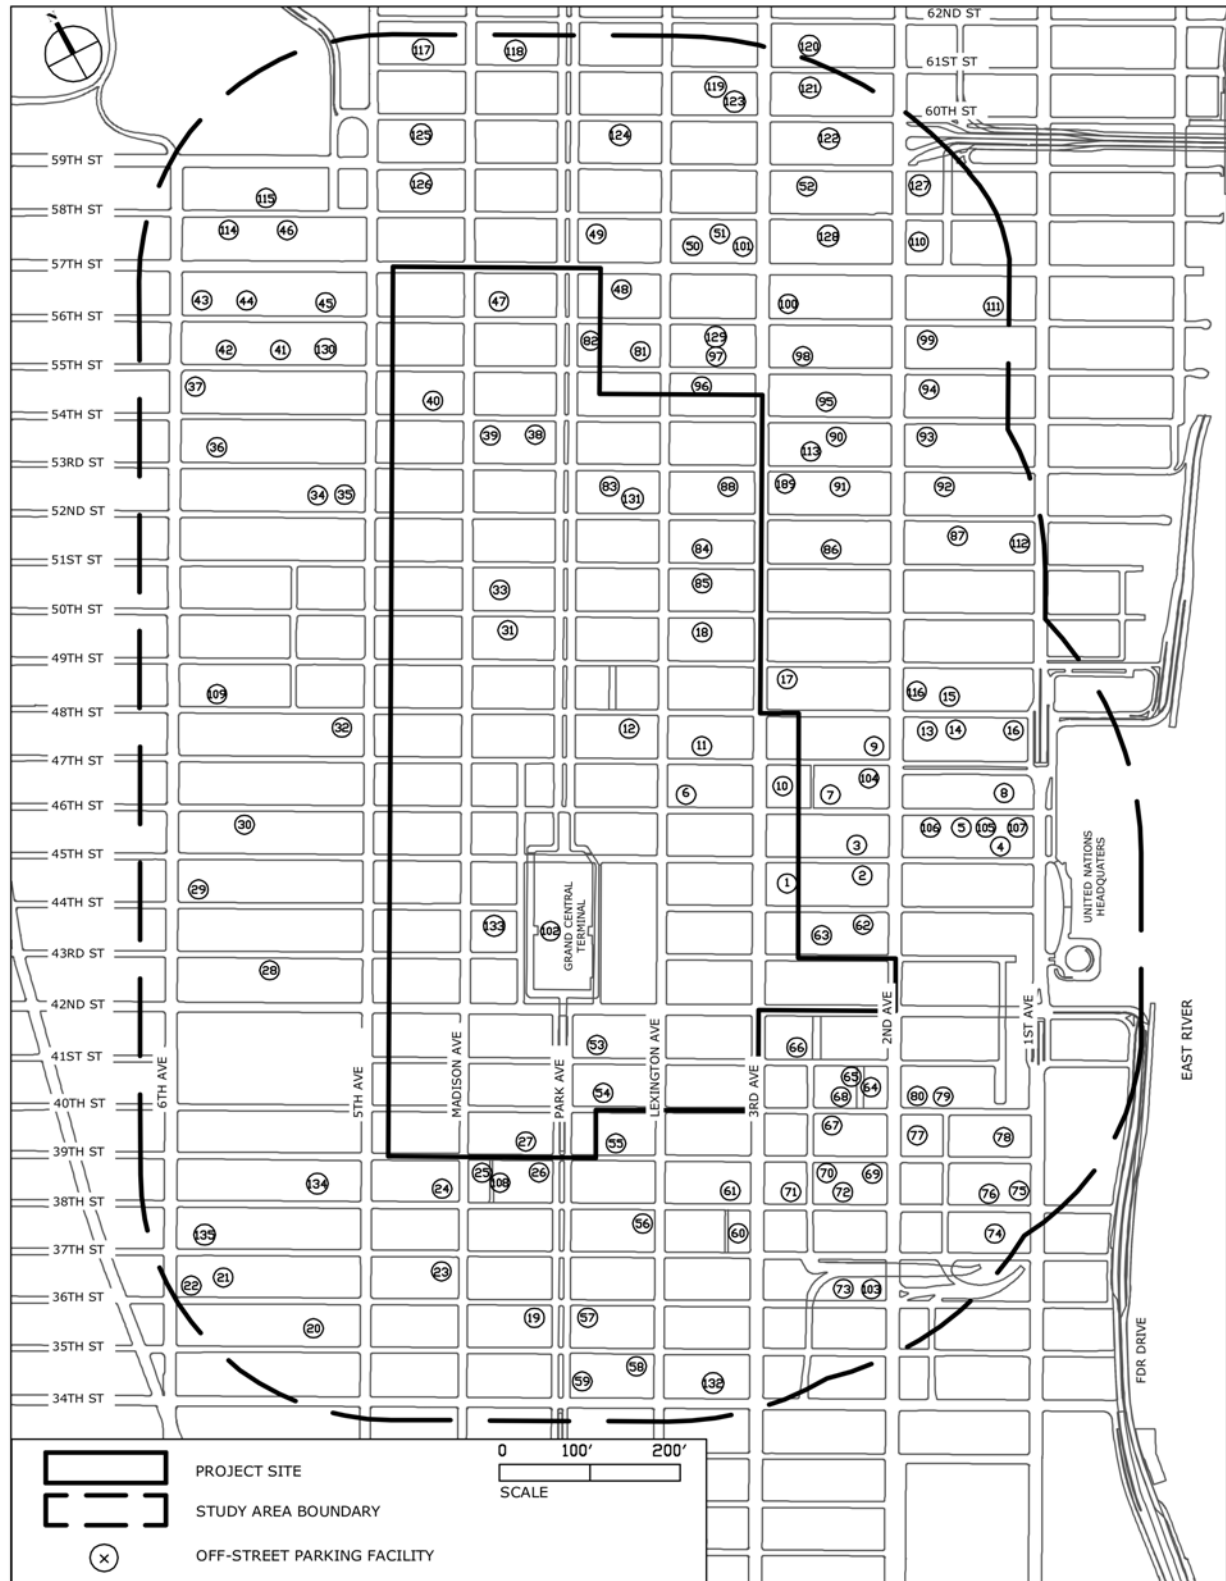 62ND ST
117
118
120
61ST ST
119
121
123
60TH ST
125
124
122
59TH ST
126
52
127
115
58TH ST
114
46
49
51
50
101
128
110
57TH ST
43
44
45
47
48
100
111
56TH ST
42
41
130
82
81
129
97
98
99
55TH ST
37
40
96
95
94
54TH ST
36
39
38
113
90
93
53RD ST
34
35
83
131
88
189
91
92
52ND ST
84
86
87
112
51ST ST
33
85
50TH ST
31
18
49TH ST
109
17
116
15
48TH ST
32
12
11
9
13
14
16
47TH ST
6
10
7
104
8
46TH ST
30
3
106
5
105
107
4
45TH ST
29
1
2
UNITED NATIONS
HEADQUATERS
44TH ST
133
102
GRAND CENTRAL
TERMINAL
63
62
43RD ST
28
42ND ST
53
66
41ST ST
6TH AVE
5TH AVE
MADISON AVE
PARK AVE
LEXINGTON AVE
3RD AVE
2ND AVE
1ST AVE
EAST RIVER
54
65
64
68
80
79
40TH ST
27
55
67
77
78
39TH ST
134
24
25
108
26
61
71
70
72
69
76
75
38TH ST
135
56
60
74
37TH ST
22
21
23
73
103
36TH ST
20
19
57
35TH ST
59
58
132
FDR DRIVE
34TH ST
PROJECT SITE
STUDY AREA BOUNDARY
X
OFF-STREET PARKING FACILITY
0 100' 200'
SCALE